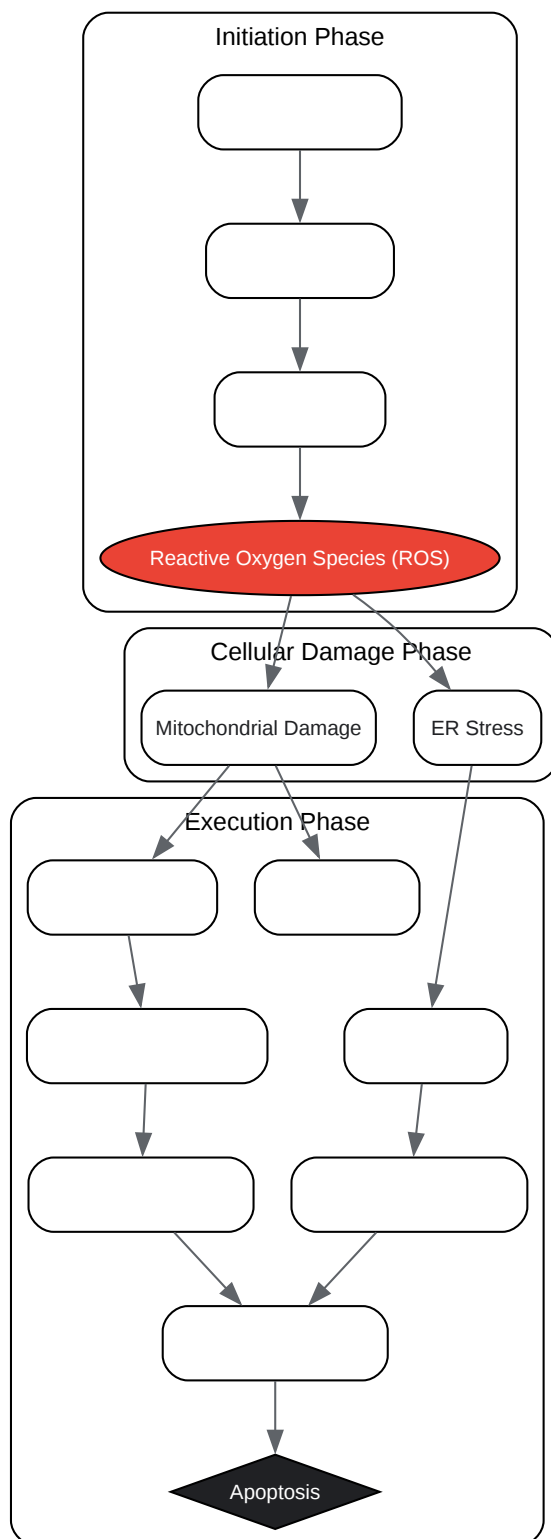 Initiation Phase
Reactive Oxygen Species (ROS)
Cellular Damage Phase
Mitochondrial Damage
ER Stress
Execution Phase
Apoptosis